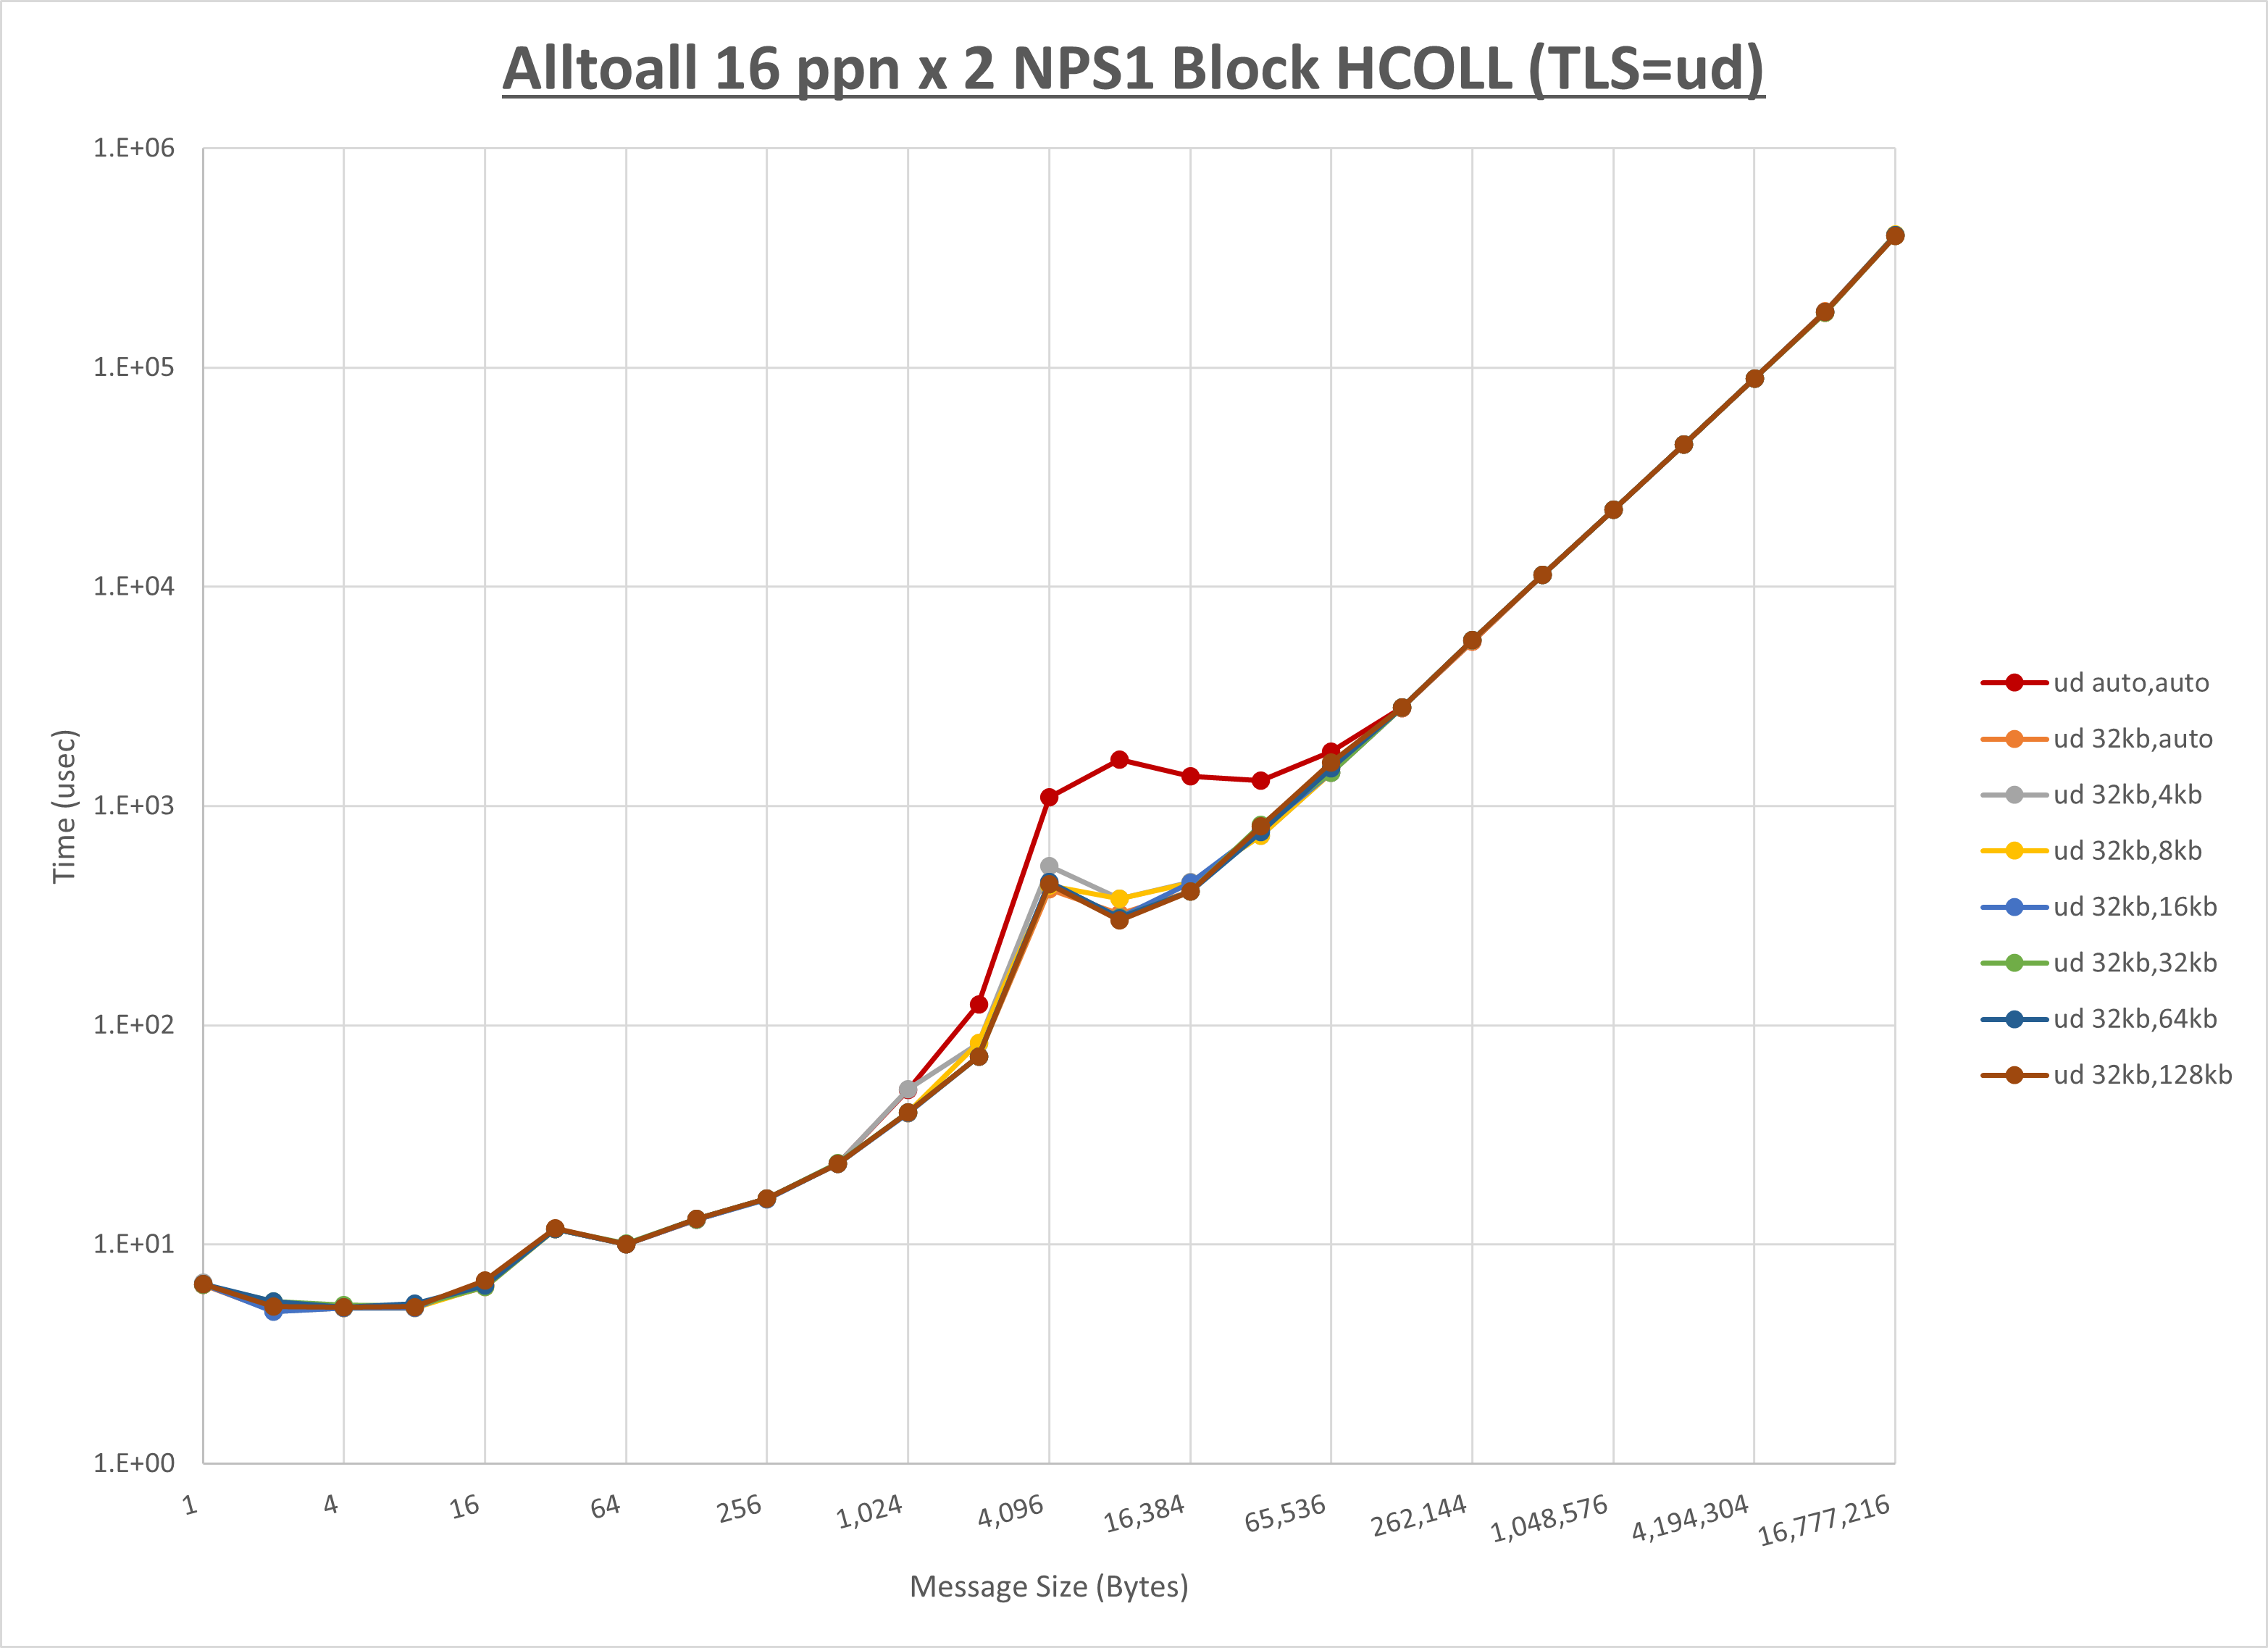 Alltoall 16 ppn x 2 NPS1 Block HCOLL (TLS=ud)
1.E+06
1.E+05
1.E+04
1.E+03
1.E+02
1.E+01
1.E+00
Time (usec)
1 4 16 64 256 1,024 4,096 16,384 65,536 262,144 1,048,576 4,194,304 16,777,216
Message Size (Bytes)
ud auto,auto
ud 32kb,auto
ud 32kb,4kb
ud 32kb,8kb
ud 32kb,16kb
ud 32kb,32kb
ud 32kb,64kb
ud 32kb,128kb